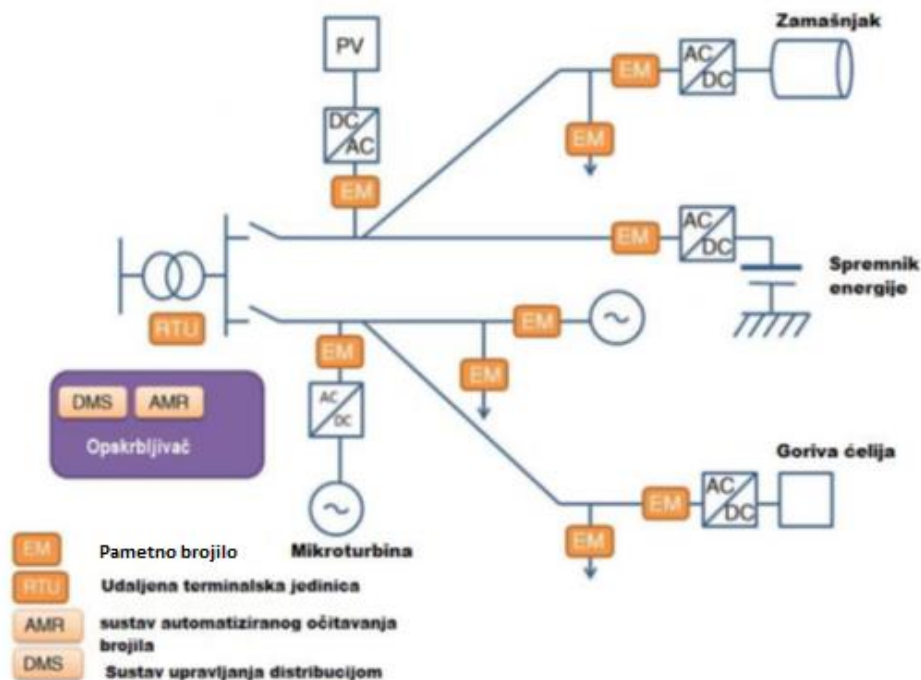 Zamašnjak
PV
EM
AC
DC
DC
AC
EM
EM
EM
AC
DC
Spremnik
energije
RTU
EM
~
EM
EM
DMS
AMR
AC
DC
Opskrbljivač
Goriva ćelija
EM
AC
DC
~
Mikroturbina
EM
EM
Pametno brojilo
RTU
Udaljena terminalska jedinica
AMR
sustav automatiziranog očitavanja
brojila
DMS
Sustav upravljanja distribucijom